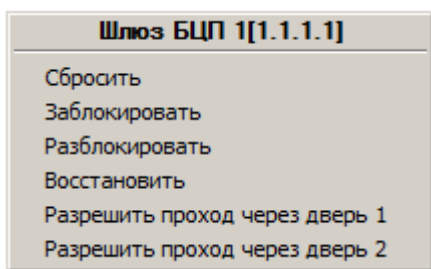 Шлюз БЦП 1[1.1.1.1]
Сбросить
Заблокировать
Разблокировать
Восстановить
Разрешить проход через дверь 1
Разрешить проход через дверь 2